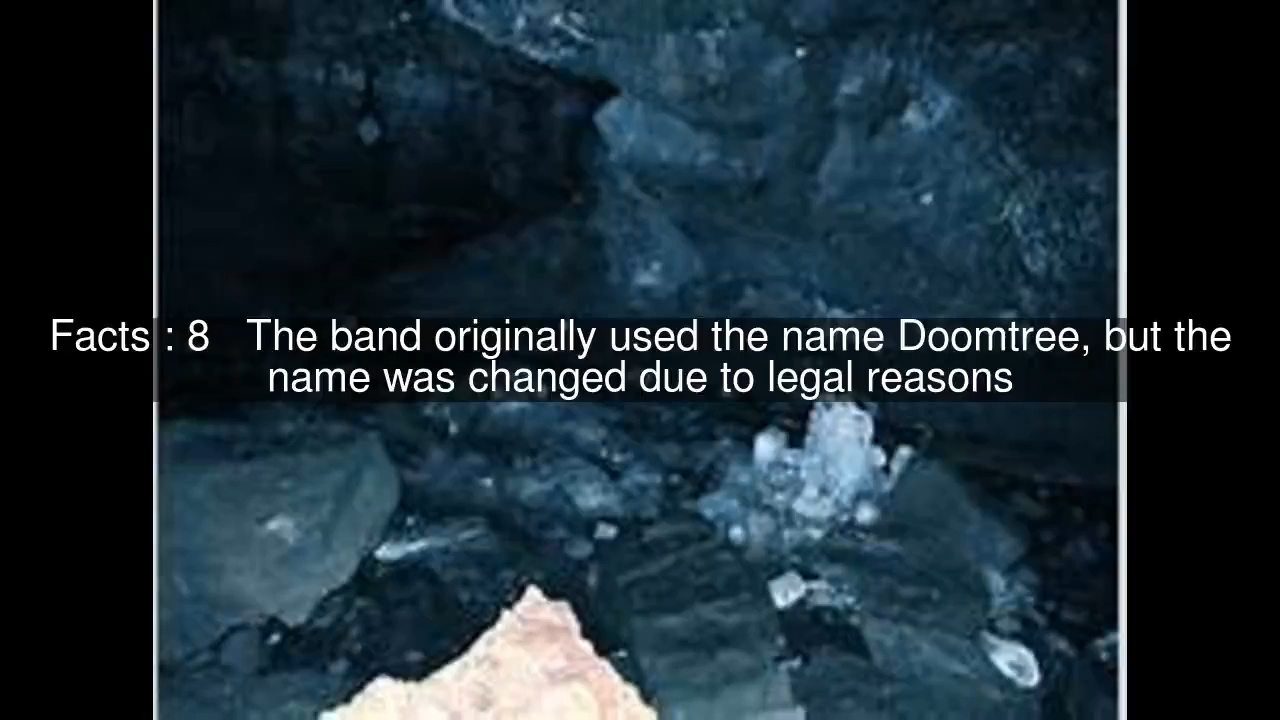 Facts : 8 The band originally used the name Doomtree, but the
name was changed due to legal reasons